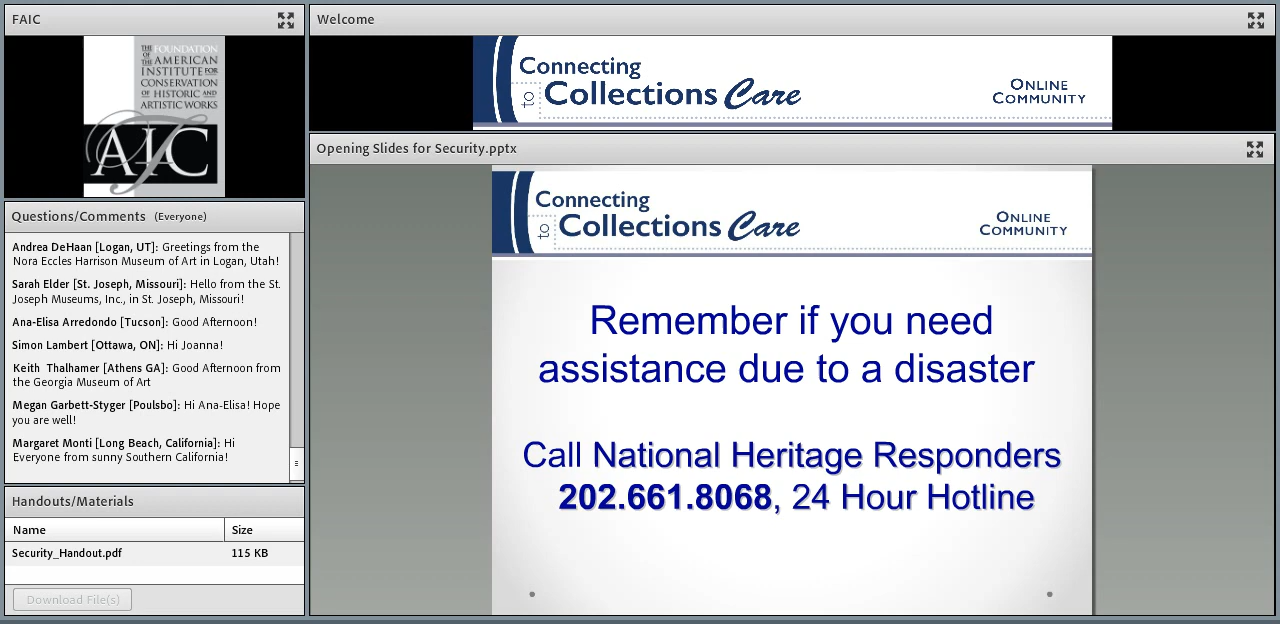 FAIC
THE FOUNDATION
OF THE AMERICAN
INSTITUTE FOR
CONSERVATION
OF HISTORIC AND
ARTISTIC WORKS
AIC
Questions/Comments (Everyone)
Andrea DeHaan [Logan, UT]: Greetings from the
Nora Eccles Harrison Museum of Art in Logan, Utah!
Sarah Elder [St. Joseph, Missouri]: Hello from the St.
Joseph Museums, Inc., in St. Joseph, Missouri!
Ana-Elisa Arredondo [Tucson]: Good Afternoon!
Simon Lambert [Ottawa, ON]: Hi Joanna!
Keith Thalhamer [Athens GA]: Good Afternoon from
the Georgia Museum of Art
Megan Garbett-Styger [Poulsbo]: Hi Ana-Elisa! Hope
you are well!
Margaret Monti [Long Beach, California]: Hi
Everyone from sunny Southern California!
Handouts/Materials
Name Size
Security_Handout.pdf 115 KB
Download File(s)
Welcome
Connecting
to Collections Care
ONLINE
COMMUNITY
Opening Slides for Security.pptx
Connecting
to Collections Care
ONLINE
COMMUNITY
Remember if you need
assistance due to a disaster
Call National Heritage Responders
202.661.8068, 24 Hour Hotline